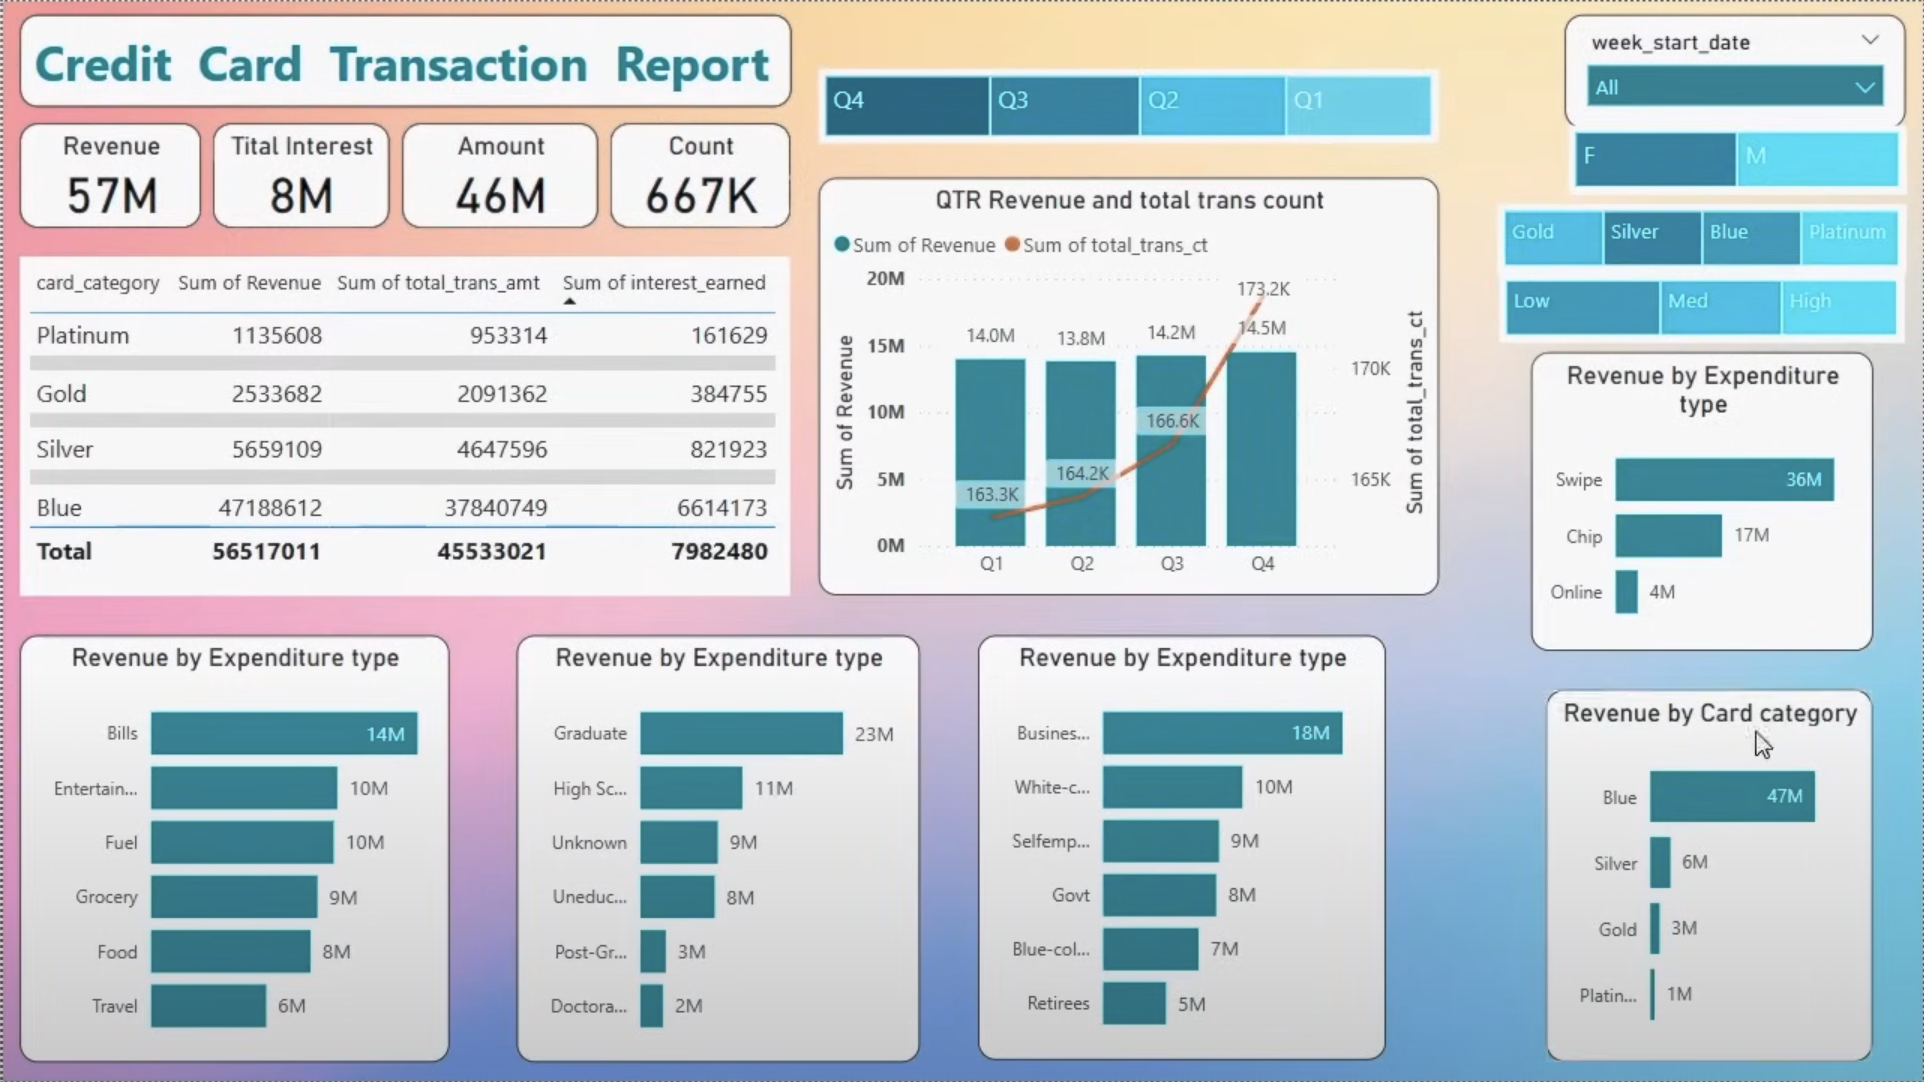 Credit Card Transaction Report
Revenue
57M
Tital Interest
8M
Amount
46M
Count
667K
Q4 Q3 Q2 Q1
week_start_date
All
F M
Gold Silver Blue Platinum
Low Med High
card_category Sum of Revenue Sum of total_trans_amt Sum of interest_earned
Platinum 1135608 953314 161629
Gold 2533682 2091362 384755
Silver 5659109 4647596 821923
Blue 47188612 37840749 6614173
Total 56517011 45533021 7982480
QTR Revenue and total trans count
Sum of Revenue Sum of total_trans_ct
Sum of Revenue
20M
15M
10M
5M
0M
14.0M 13.8M 14.2M 14.5M
163.3K 164.2K 166.6K 173.2K
Q1 Q2 Q3 Q4
170K
165K
Sum of total_trans_ct
Revenue by Expenditure
type
Swipe 36M
Chip 17M
Online 4M
Revenue by Expenditure type
Bills 14M
Entertain... 10M
Fuel 10M
Grocery 9M
Food 8M
Travel 6M
Revenue by Expenditure type
Graduate 23M
High Sc... 11M
Unknown 9M
Uneduc... 8M
Post-Gr... 3M
Doctora... 2M
Revenue by Expenditure type
Busines... 18M
White-c... 10M
Selfemp... 9M
Govt 8M
Blue-col... 7M
Retirees 5M
Revenue by Card category
Blue 47M
Silver 6M
Gold 3M
Platin... 1M